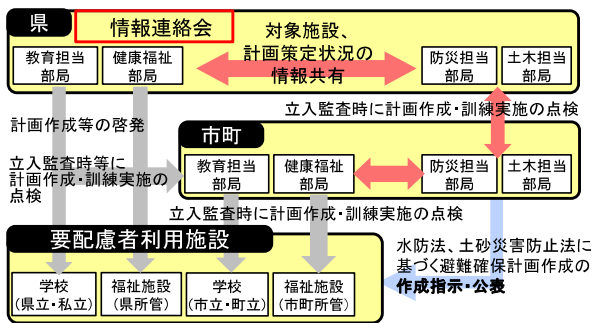 県
情報連絡会
対象施設、
計画策定状況の
情報共有
教育担当
部局
健康福祉
部局
防災担当
部局
土木担当
部局
計画作成等の啓発
立入監査時に計画作成・訓練実施の点検
市町
立入監査時等に
計画作成・訓練実施の
点検
教育担当
部局
健康福祉
部局
防災担当
部局
土木担当
部局
立入監査時に計画作成・訓練実施の点検
要配慮者利用施設
学校
(県立・私立)
福祉施設
(県所管)
学校
(市立・町立)
福祉施設
(市町所管)
水防法、土砂災害防止法に
基づく避難確保計画作成の
作成指示・公表